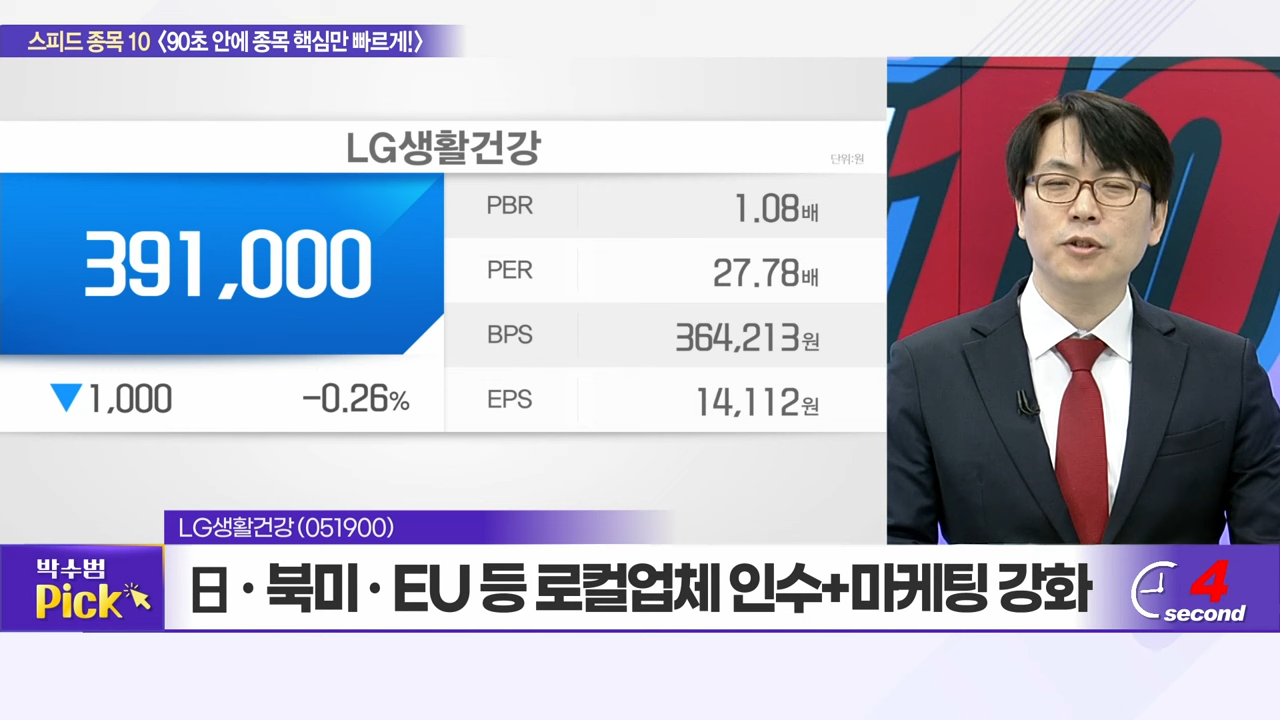 스피드 종목 10 〈90초 안에 종목 핵심만 빠르게!〉
LG생활건강
단위:원
391,000
▼1,000 -0.26%
PBR 1.08배
PER 27.78배
BPS 364,213원
EPS 14,112원
10
LG생활건강 (051900)
박수범
Pick
日·북미·EU 등 로컬업체 인수+마케팅 강화
4
second